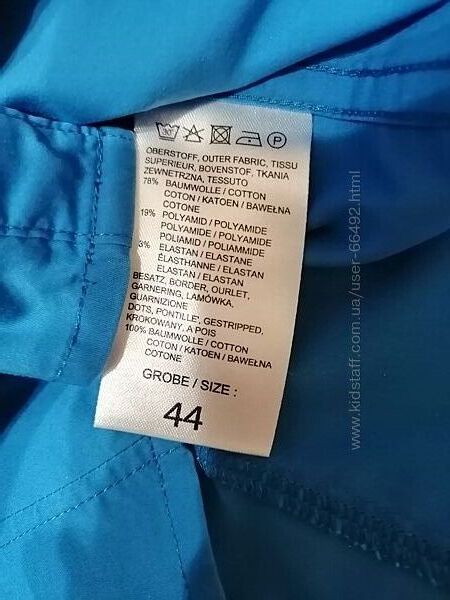 30°
P
OBERSTOFF, OUTER FABRIC, TISSU
SUPERIEUR, BOVENSTOF, TKANIA
ZEWNETRZNA, TESSUTO
78% BAUMWOLLE / COTTON
COTON / KATOEN / BAWEŁNA
COTONE
19% POLYAMID / POLYAMIDE
POLYAMIDE / POLYAMIDE
POLIAMID / POLIAMMIDE
3% ELASTAN / ELASTANE
ÉLASTHANNE / ELASTAN
ELASTAN / ELASTAN
BESATZ, BORDER, OURLET,
GARNERING, LAMÓWKA,
GUARNIZIONE
DOTS, PONTILLE, GESTRIPPED,
KROKOWANY, A POIS
100% BAUMWOLLE / COTTON
COTON / KATOEN / BAWEŁNA
COTONE
GROBE / SIZE :
44
www.kidstaff.com.ua/user-66492.html